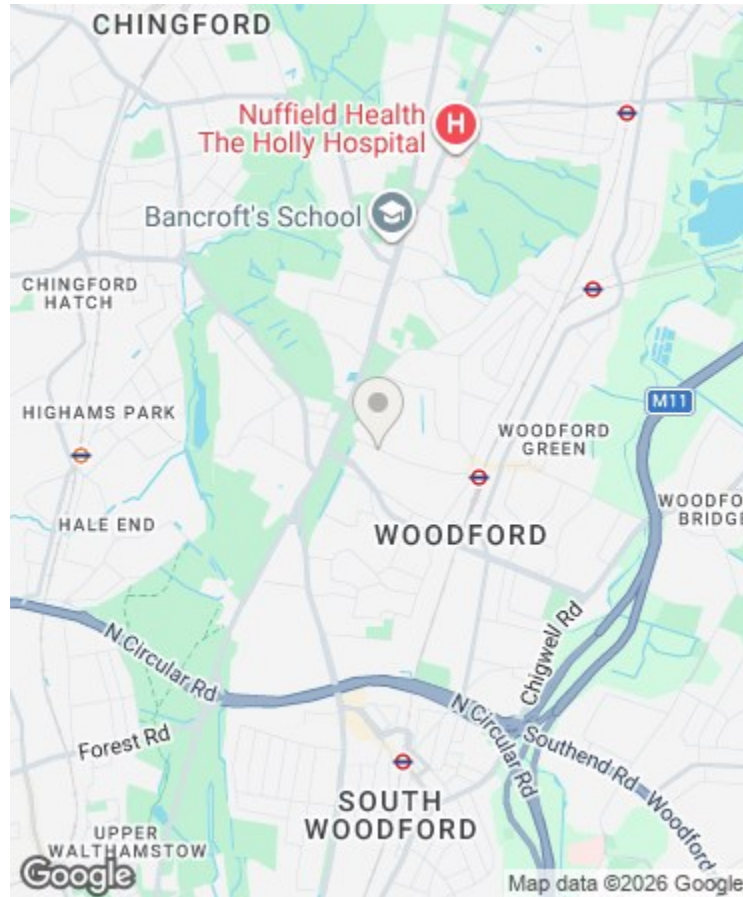 CHINGFORD
Nuffield Health
The Holly Hospital
H
Bancroft's School
CHINGFORD
HATCH
M11
HIGHAMS PARK
WOODFORD
GREEN
WOODFO
BRIDGE
HALE END
WOODFORD
Chigwell Rd
N Circular Rd
N Circular Rd
Southend Rd
Woodford
Forest Rd
SOUTH
WOODFORD
UPPER
WALTHAMSTOW
Google
Map data ©2026 Google